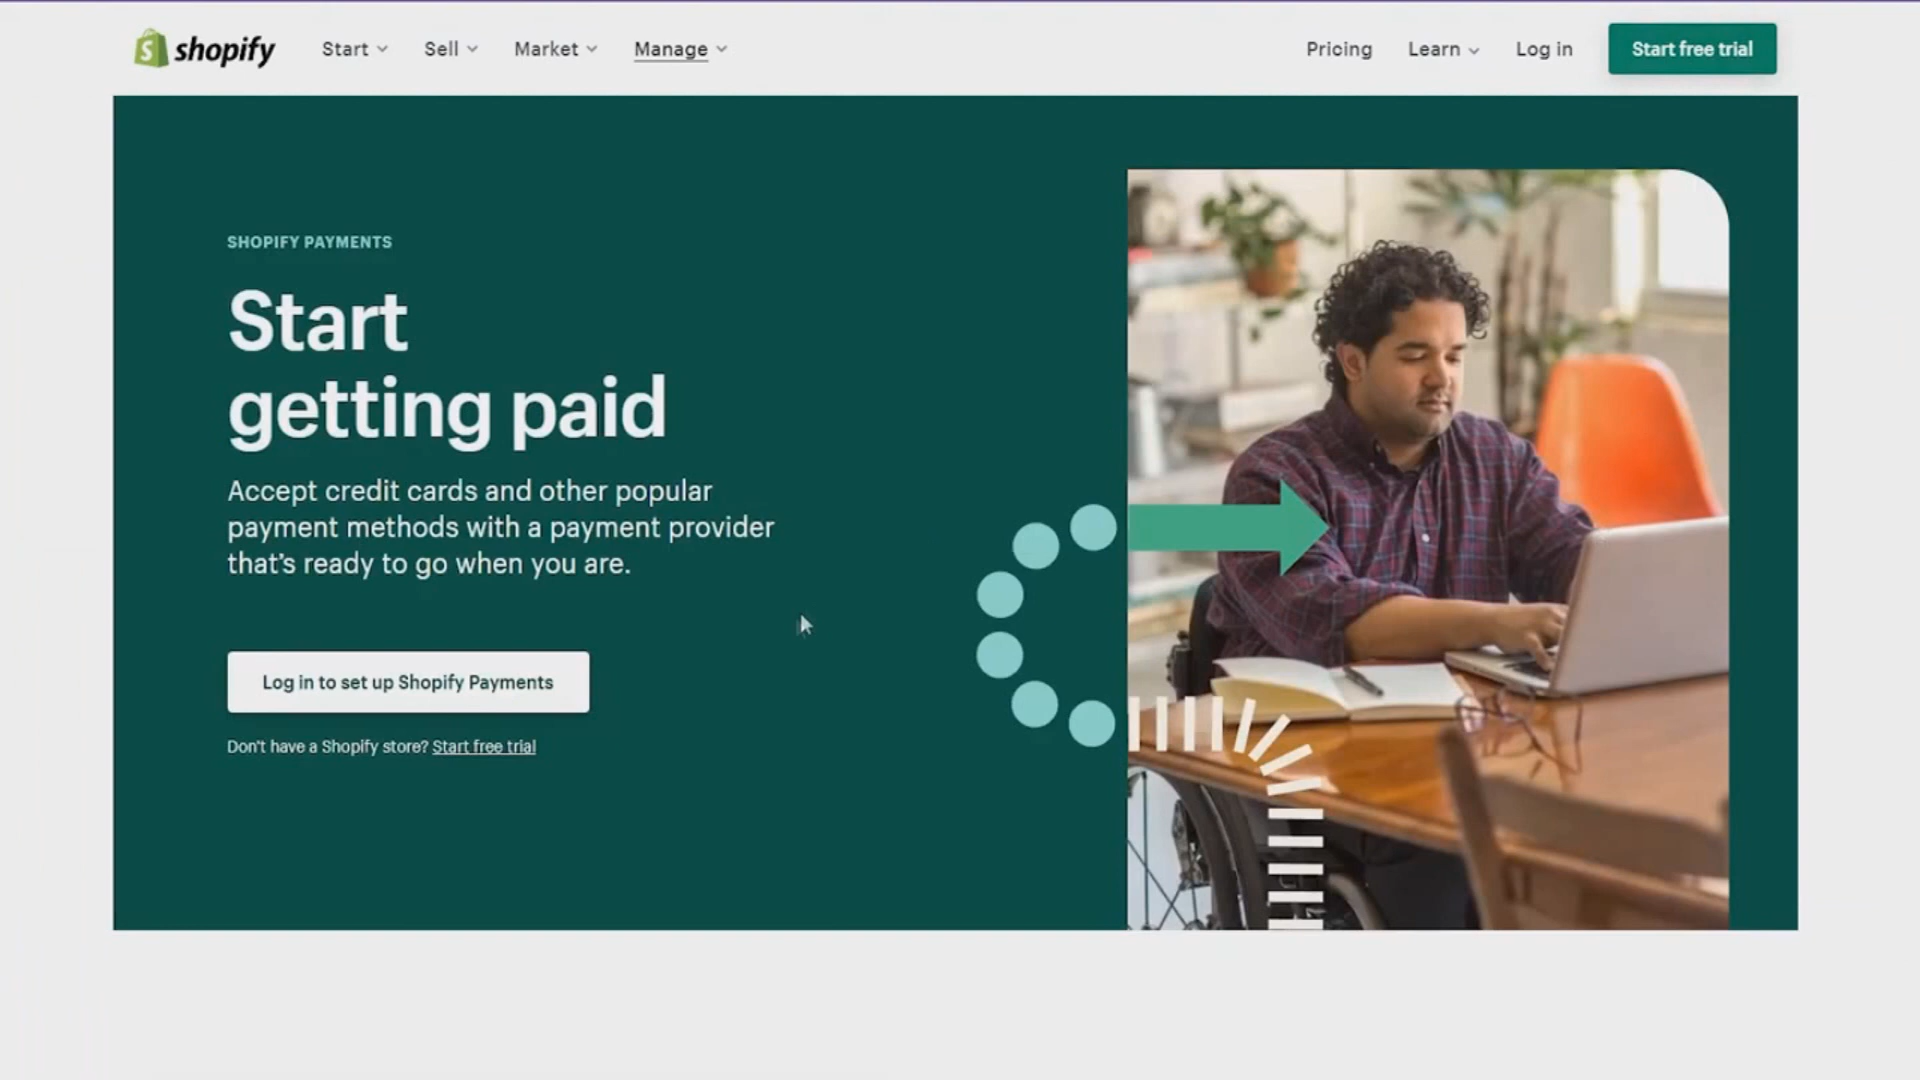 shopify
Start
Sell
Market
Manage
Pricing
Learn
Log in
Start free trial
SHOPIFY PAYMENTS
Start
getting paid
Accept credit cards and other popular
payment methods with a payment provider
that's ready to go when you are.
Log in to set up Shopify Payments
Don't have a Shopify store? Start free trial